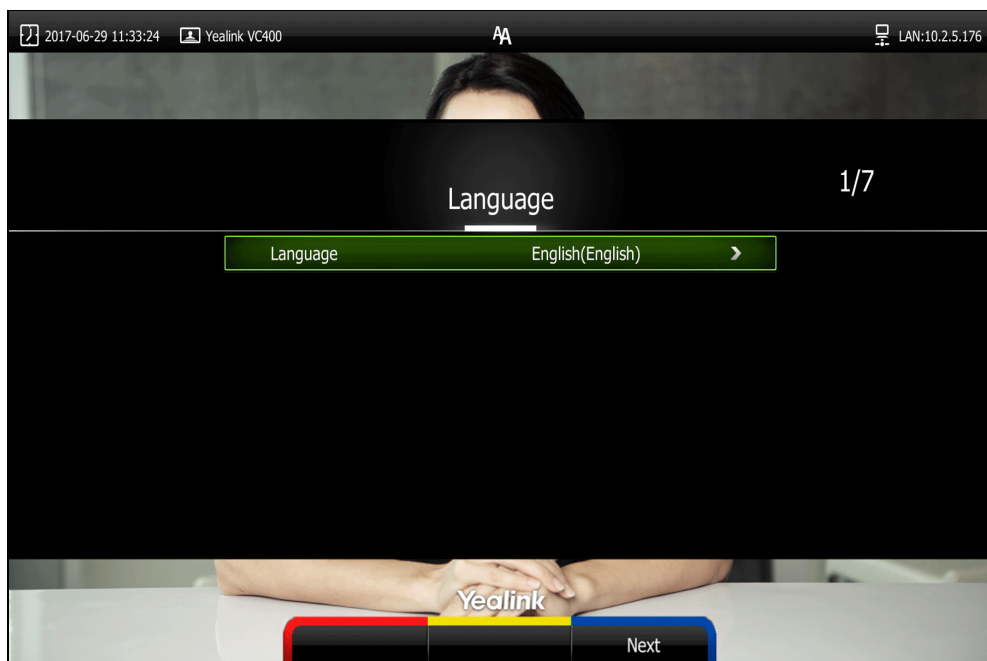 2017-06-29 11:33:24 Yealink VC400 AA LAN:10.2.5.176
1/7
Language
Language English(English)
Yealink
Next